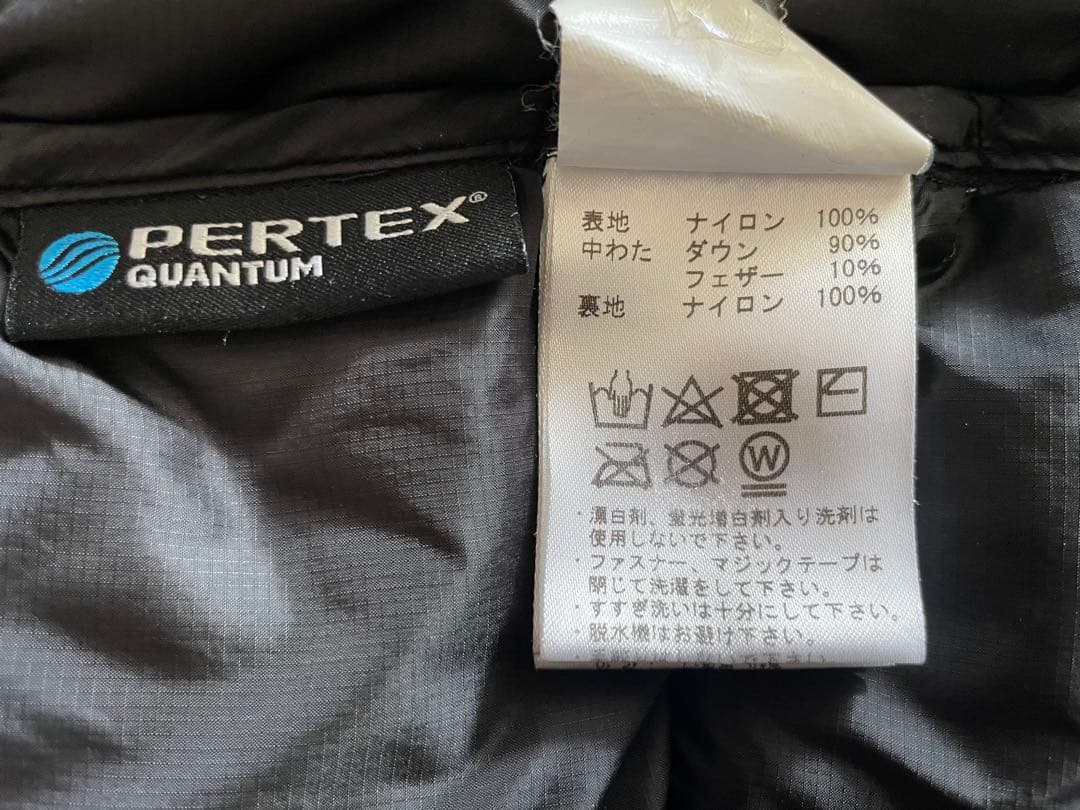 PERTEX®
QUANTUM
表地 ナイロン 100%
中わた ダウン 90%
フェザー 10%
裏地 ナイロン 100%
W
・漂白剤、蛍光増白剤入り洗剤は
使用しないで下さい。
・ファスナー、マジックテープは
閉じて洗濯をして下さい。
・すすぎ洗いは十分にして下さい。
・脱水機はお避け下さい。